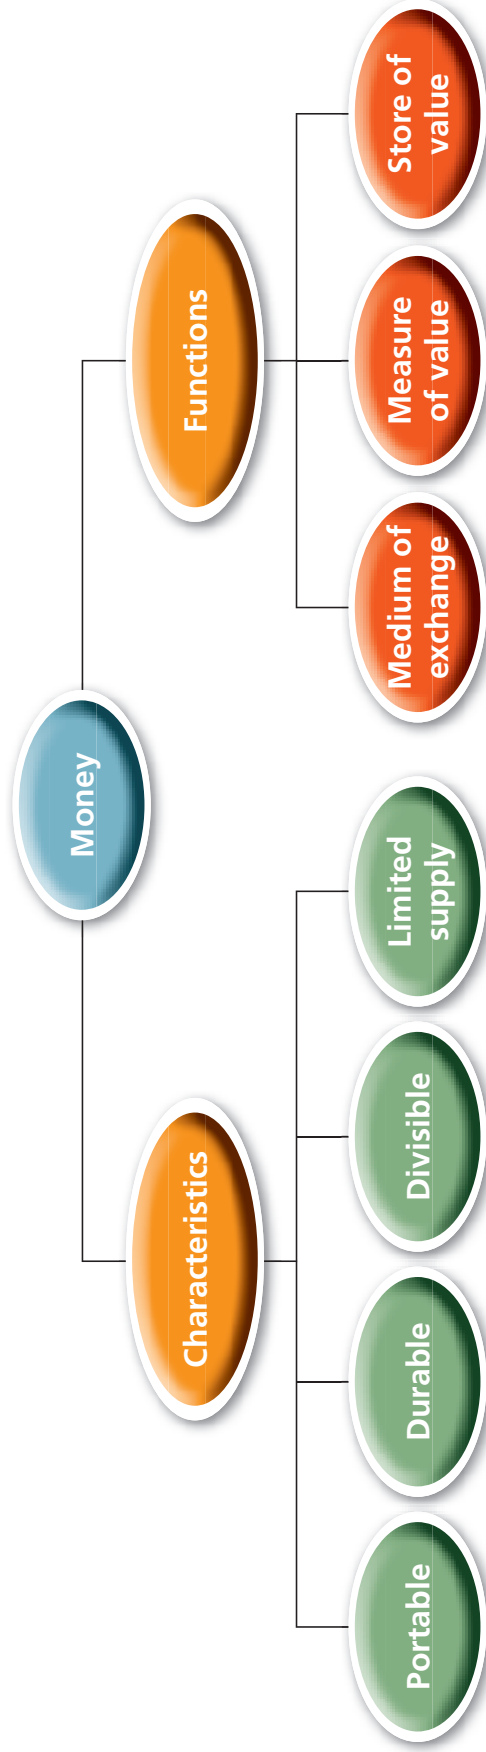 Money
Characteristics
Functions
Portable
Durable
Divisible
Limited
supply
Medium of
exchange
Measure
of value
Store of
value